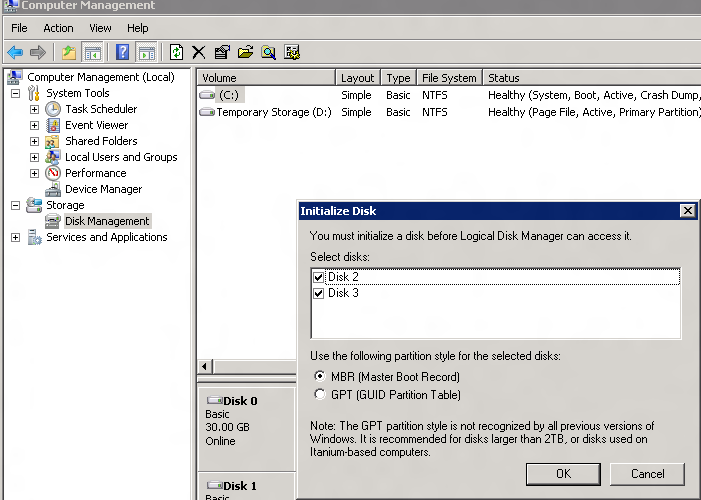 Computer Management
File Action View Help
Computer Management (Local)
System Tools
Task Scheduler
Event Viewer
Shared Folders
Local Users and Groups
Performance
Device Manager
Storage
Disk Management
Services and Applications
Volume Layout Type File System Status
(C:) Simple Basic NTFS Healthy (System, Boot, Active, Crash Dump,
Temporary Storage (D:) Simple Basic NTFS Healthy (Page File, Active, Primary Partition)
Initialize Disk
You must initialize a disk before Logical Disk Manager can access it.
Select disks:
Disk 2
Disk 3
Use the following partition style for the selected disks:
MBR (Master Boot Record)
GPT (GUID Partition Table)
Note: The GPT partition style is not recognized by all previous versions of
Windows. It is recommended for disks larger than 2TB, or disks used on
Itanium-based computers.
OK Cancel
Disk 0
Basic
30.00 GB
Online
Disk 1
Basic